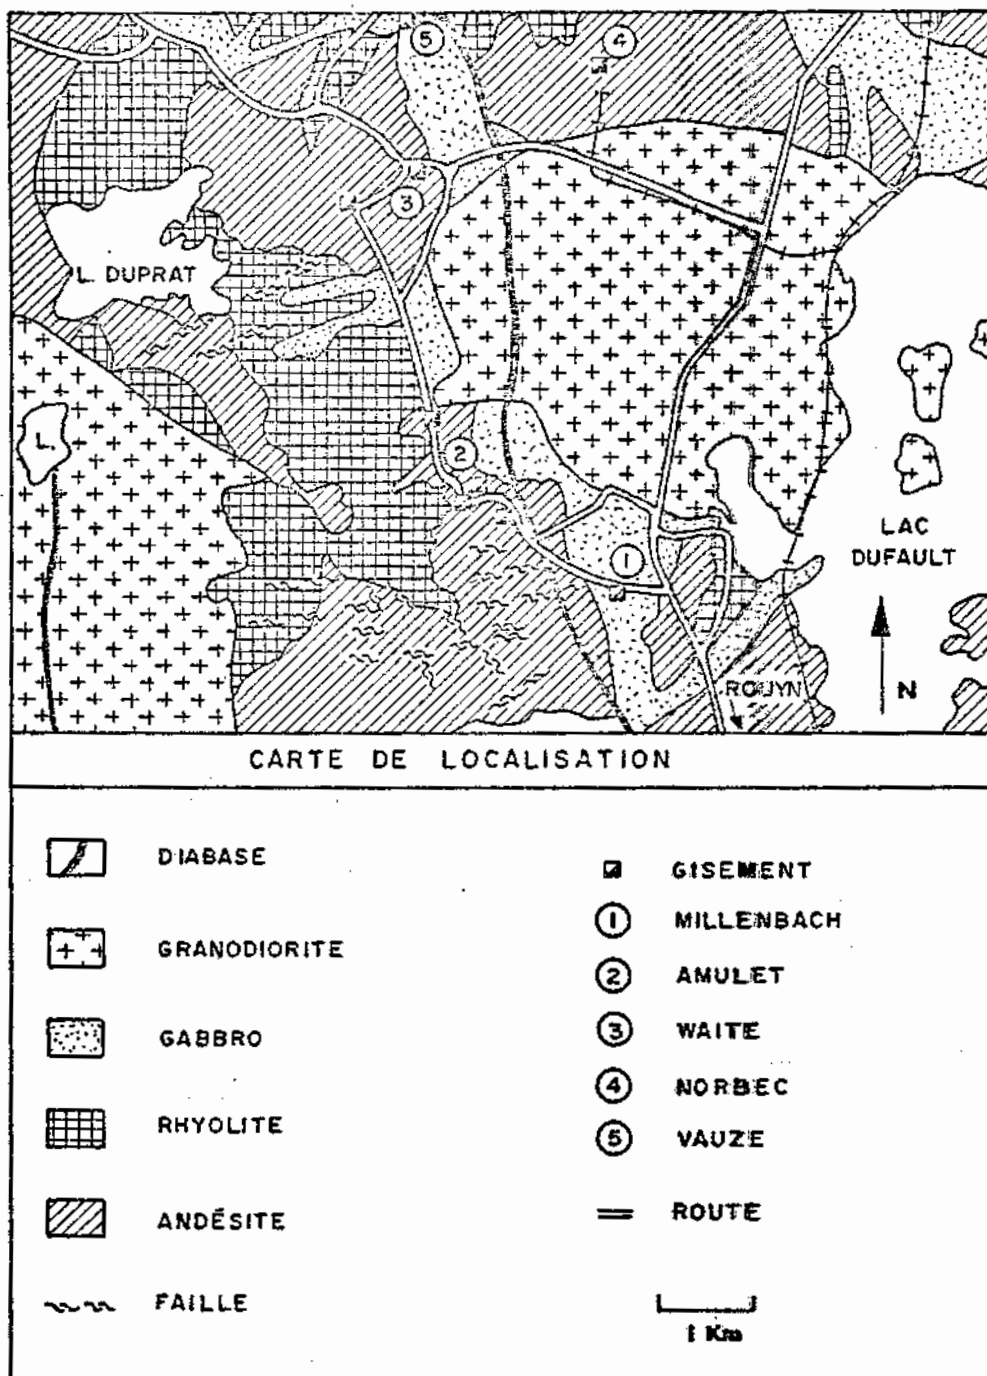 5
4
3
L. DUPRAT
L.
2
LAC
DUFAULT
1
ROUYN
N
CARTE DE LOCALISATION
DIABASE
GRANODIORITE
GABBRO
RHYOLITE
ANDÉSITE
FAILLE
GISEMENT
1 MILLENBACH
2 AMULET
3 WAITE
4 NORBEC
5 VAUZE
ROUTE
1 Km